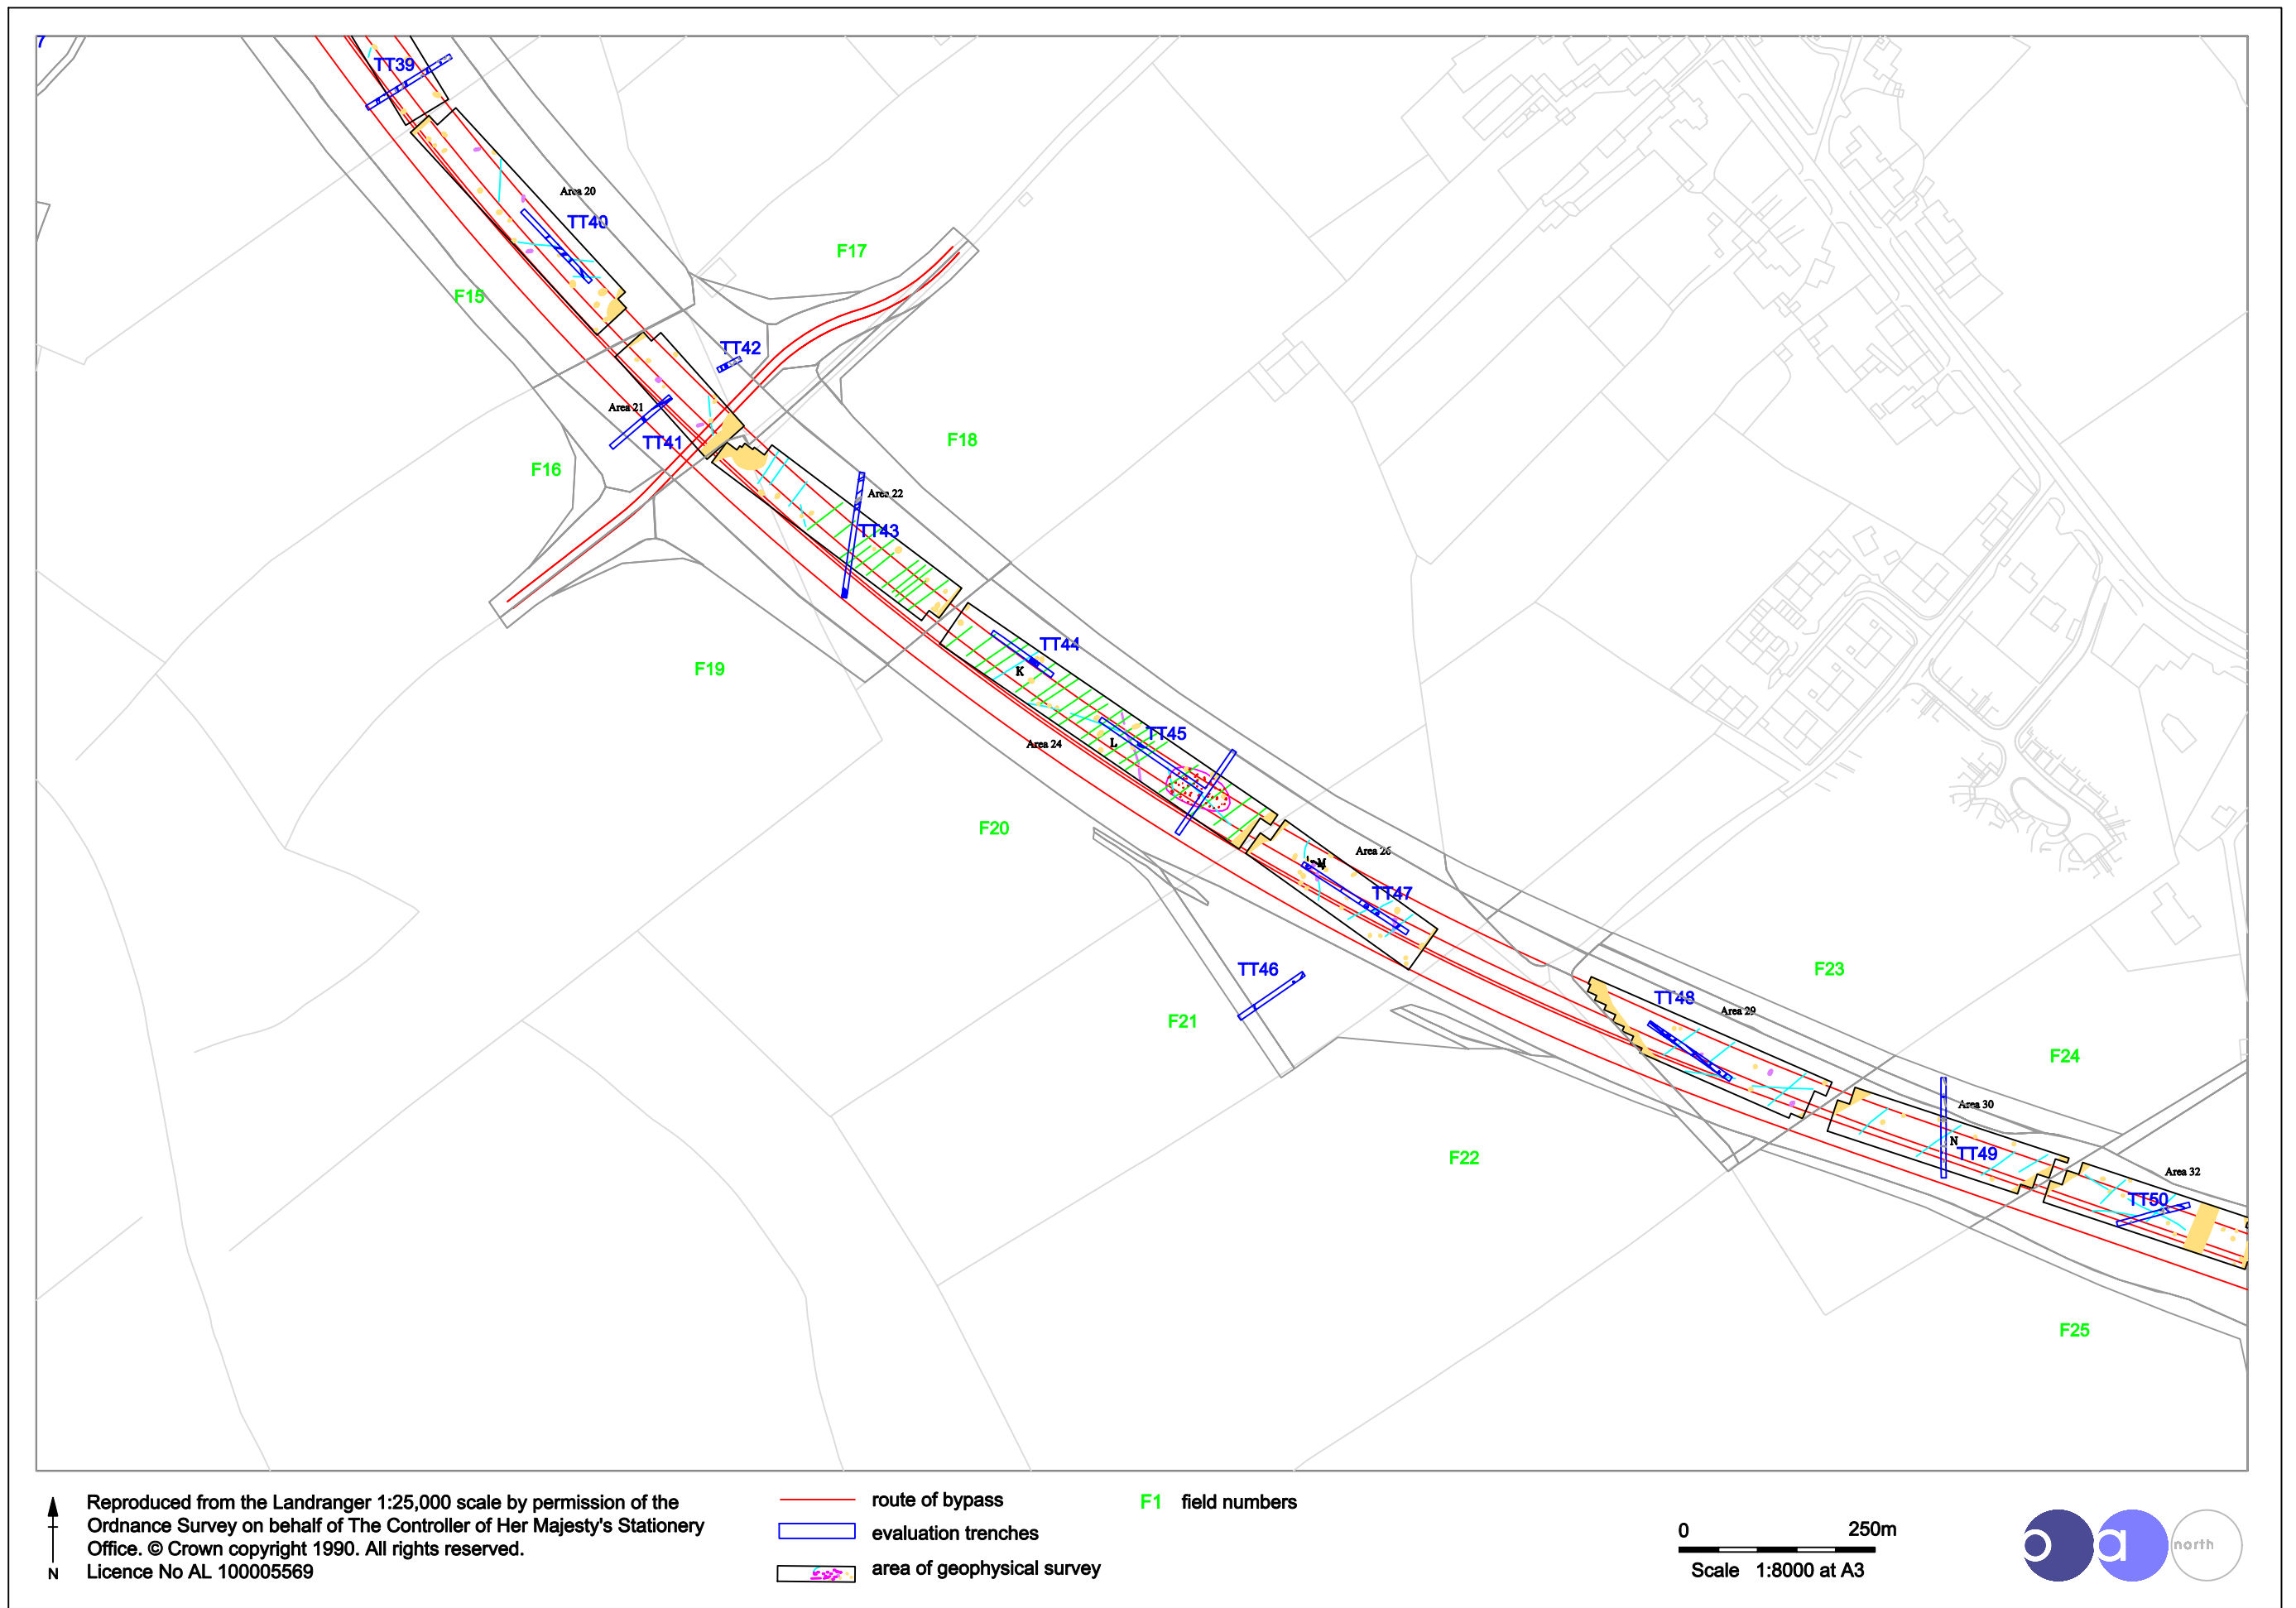 7
TT39
Area 20
TT40
F17
F15
TT42
Area 21
TT41
F18
F16
Area 22
TT43
TT44
K
F19
TT45
L
Area 24
F20
Area 26
M
TT47
TT46
F23
TT48
Area 29
F21
F24
Area 30
N
TT49
F22
Area 32
TT50
F25
Reproduced from the Landranger 1:25,000 scale by permission of the
Ordnance Survey on behalf of The Controller of Her Majesty's Stationery
Office. © Crown copyright 1990. All rights reserved.
Licence No AL 100005569
N
route of bypass
evaluation trenches
area of geophysical survey
F1 field numbers
0 250m
Scale 1:8000 at A3
oa north